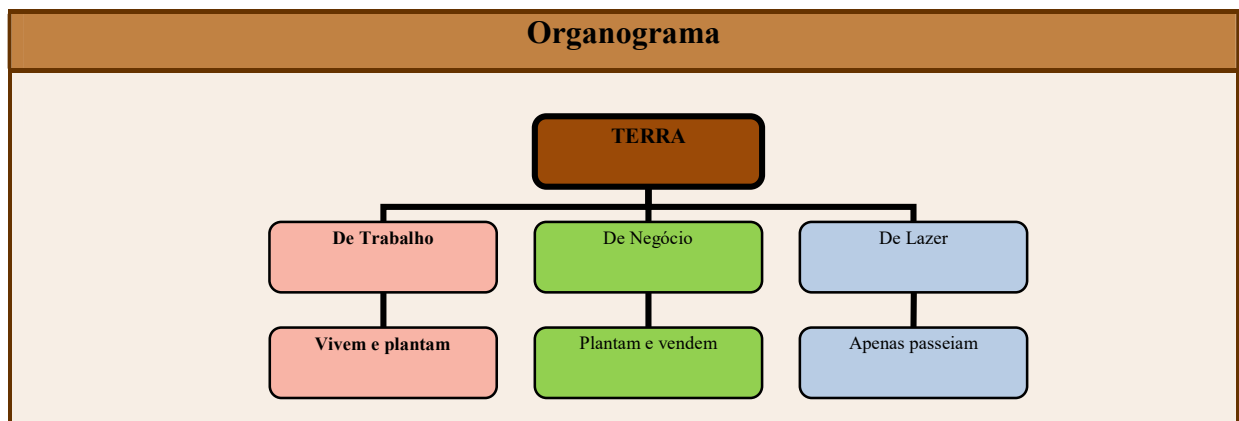 Organograma
TERRA
De Trabalho
De Negócio
De Lazer
Vivem e plantam
Plantam e vendem
Apenas passeiam